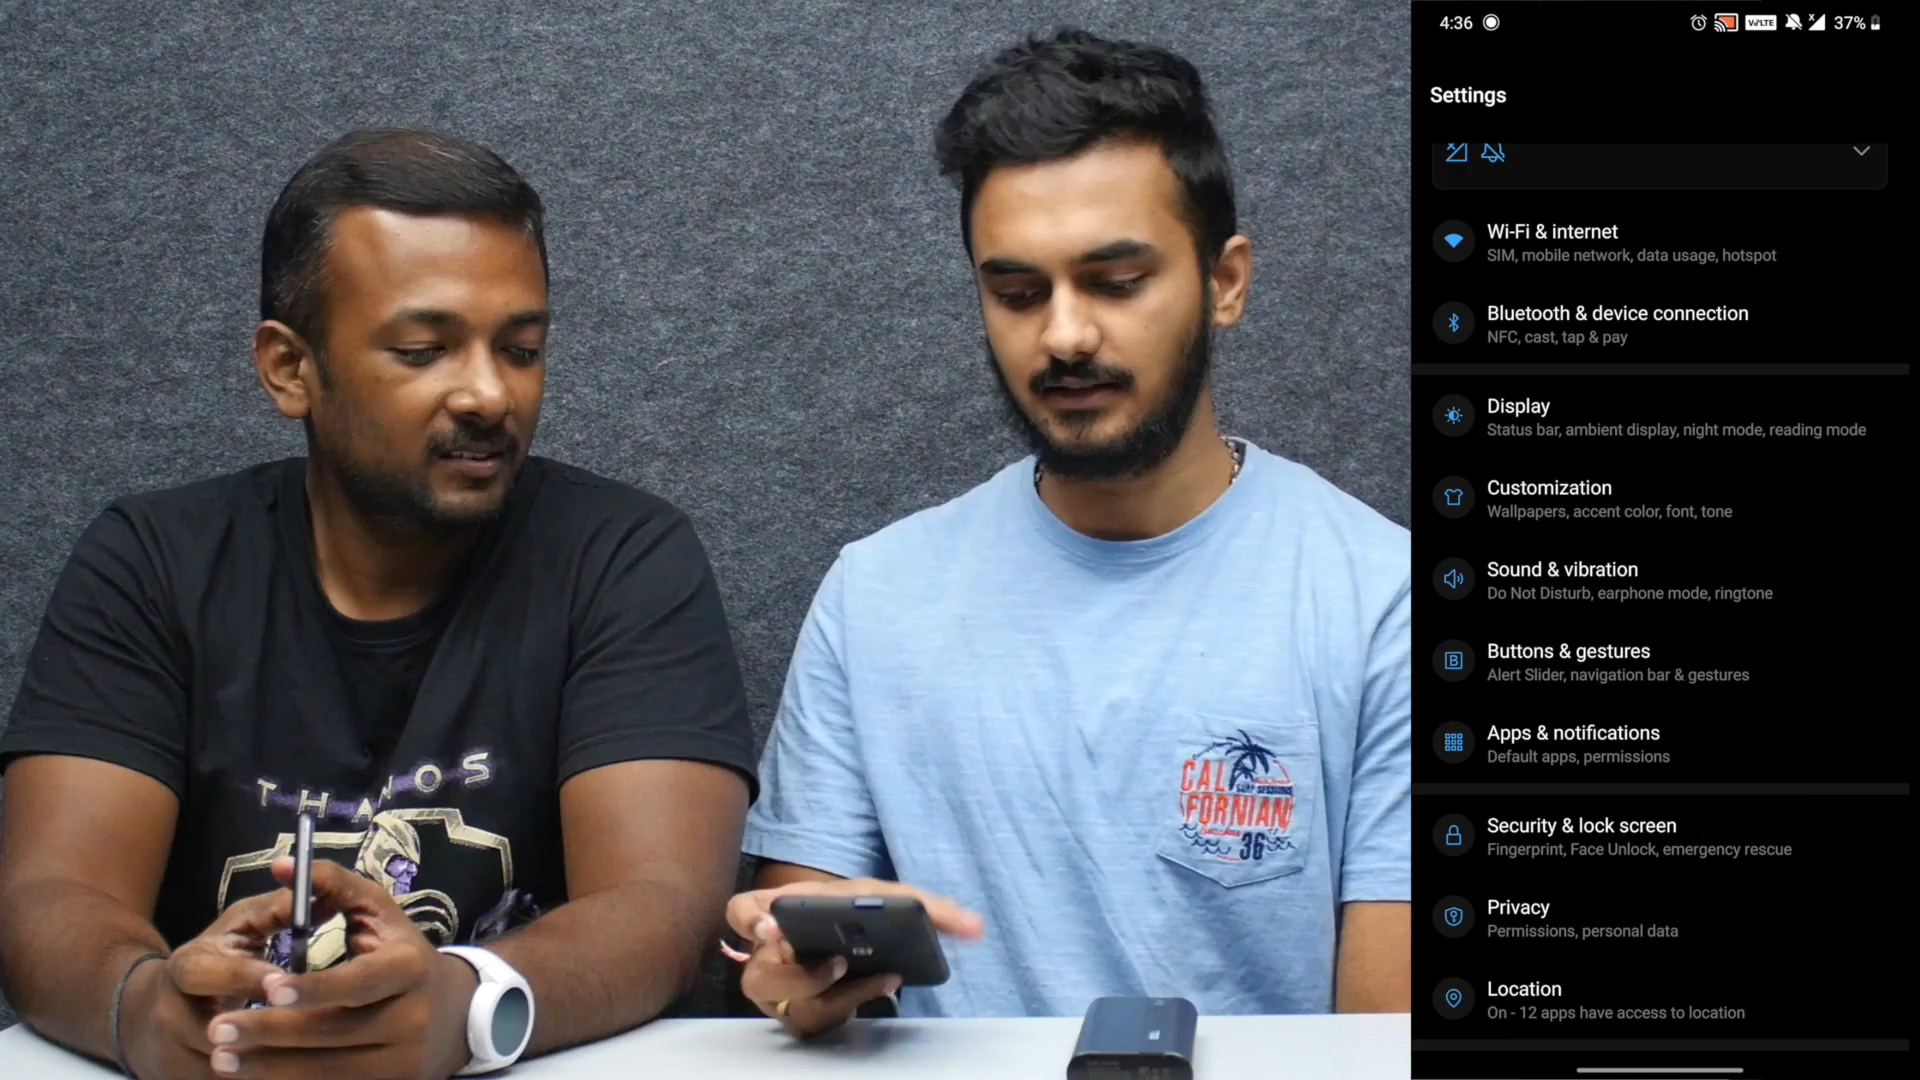 4:36
VoLTE
37%
Settings
Wi-Fi & internet
SIM, mobile network, data usage, hotspot
Bluetooth & device connection
NFC, cast, tap & pay
Display
Status bar, ambient display, night mode, reading mode
Customization
Wallpapers, accent color, font, tone
Sound & vibration
Do Not Disturb, earphone mode, ringtone
Buttons & gestures
Alert Slider, navigation bar & gestures
Apps & notifications
Default apps, permissions
Security & lock screen
Fingerprint, Face Unlock, emergency rescue
Privacy
Permissions, personal data
Location
On - 12 apps have access to location
THANOS
CAL
FORNIAN
36